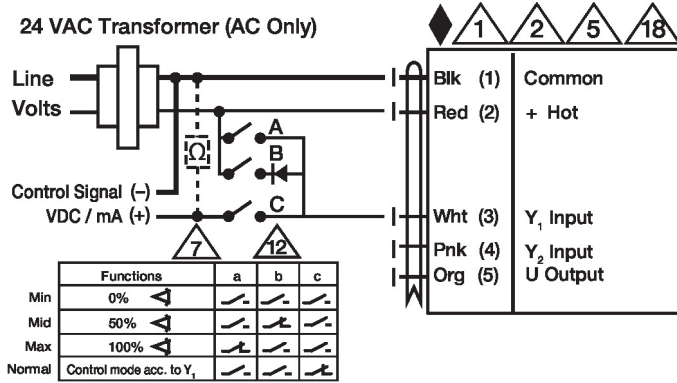 24 VAC Transformer (AC Only)
1 2 5 18
Line
Volts
Blk (1) Common
Red (2) + Hot
A
B
Ω
Control Signal (–)
VDC / mA (+)
C
Wht (3) Y₁ Input
Pnk (4) Y₂ Input
Org (5) U Output
7 12
Functions a b c
Min 0%
Mid 50%
Max 100%
Normal Control mode acc. to Y₁